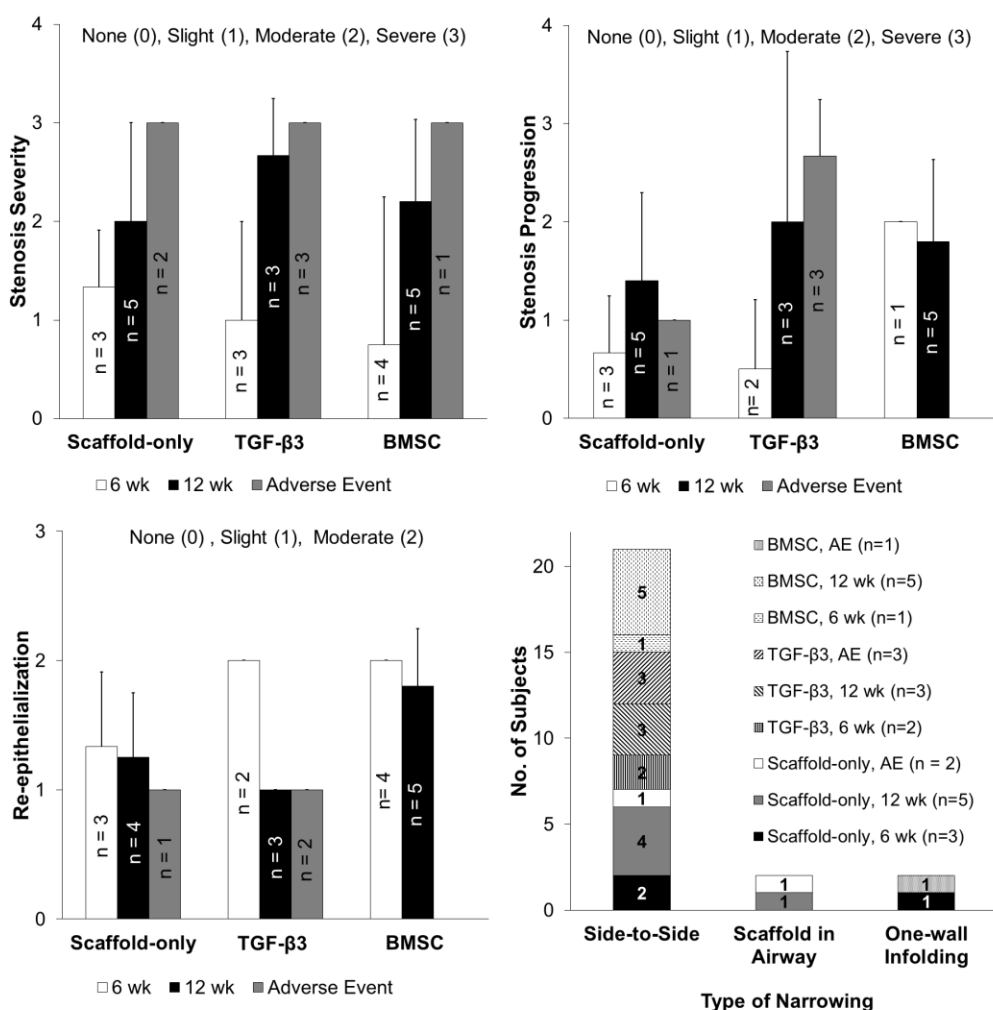 None (0), Slight (1), Moderate (2), Severe (3)
Stenosis Severity
4
3
2
1
0
n = 3
n = 5
n = 2
n = 3
n = 3
n = 3
n = 4
n = 5
n = 1
Scaffold-only TGF-β3 BMSC
6 wk 12 wk Adverse Event
None (0), Slight (1), Moderate (2), Severe (3)
Stenosis Progression
4
3
2
1
0
n = 3
n = 5
n = 1
n= 2
n = 3
n = 3
n = 1
n = 5
Scaffold-only TGF-β3 BMSC
6 wk 12 wk Adverse Event
None (0) , Slight (1), Moderate (2)
Re-epithelialization
3
2
1
0
n = 3
n = 4
n = 1
n = 2
n = 3
n = 2
n= 4
n = 5
Scaffold-only TGF-β3 BMSC
6 wk 12 wk Adverse Event
No. of Subjects
20
15
10
5
0
5
1
3
3
2
1
4
2
1
1
1
1
BMSC, AE (n=1)
BMSC, 12 wk (n=5)
BMSC, 6 wk (n=1)
TGF-β3, AE (n=3)
TGF-β3, 12 wk (n=3)
TGF-β3, 6 wk (n=2)
Scaffold-only, AE (n = 2)
Scaffold-only, 12 wk (n=5)
Scaffold-only, 6 wk (n=3)
Side-to-Side Scaffold in One-wall
Airway Infolding
Type of Narrowing